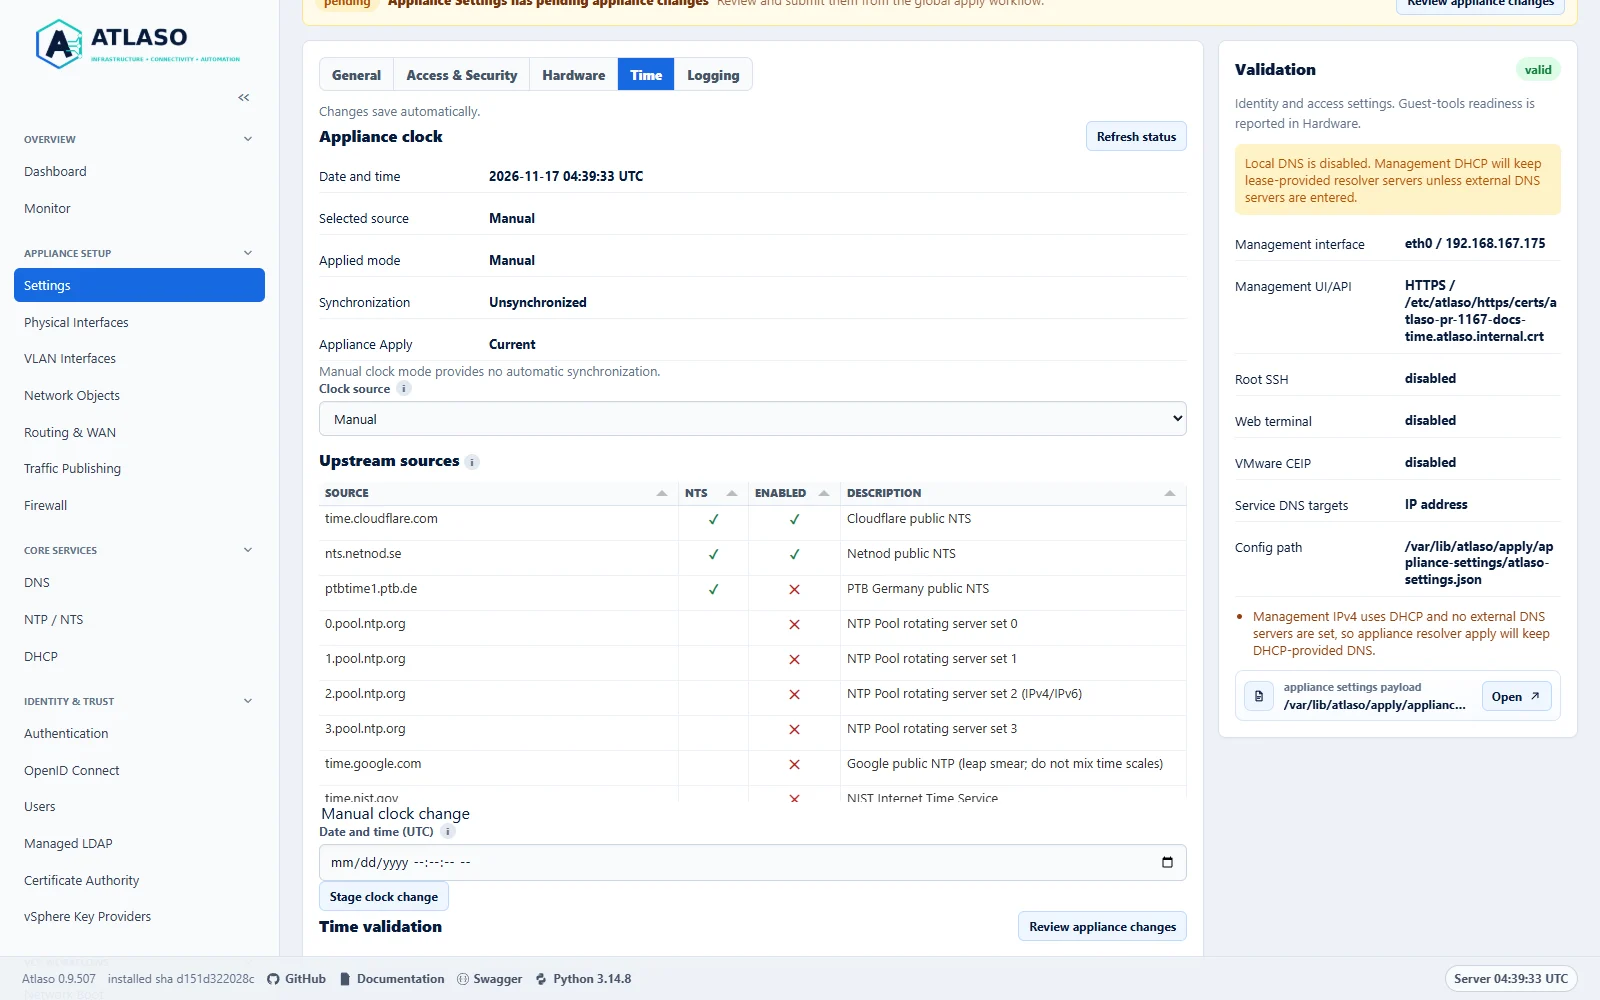 ATLASO
INFRASTRUCTURE • CONNECTIVITY • AUTOMATION
OVERVIEW
Dashboard
Monitor
APPLIANCE SETUP
Settings
Physical Interfaces
VLAN Interfaces
Network Objects
Routing & WAN
Traffic Publishing
Firewall
CORE SERVICES
DNS
NTP / NTS
DHCP
IDENTITY & TRUST
Authentication
OpenID Connect
Users
Managed LDAP
Certificate Authority
vSphere Key Providers
Network Boot
pending Appliance Settings has pending appliance changes Review and submit them from the global apply workflow. Review appliance changes
General Access & Security Hardware Time Logging
Changes save automatically.
Appliance clock Refresh status
Date and time 2026-11-17 04:39:33 UTC
Selected source Manual
Applied mode Manual
Synchronization Unsynchronized
Appliance Apply Current
Manual clock mode provides no automatic synchronization.
Clock source i
Manual
Upstream sources i
SOURCE NTS ENABLED DESCRIPTION
time.cloudflare.com ✓ ✓ Cloudflare public NTS
nts.netnod.se ✓ ✓ Netnod public NTS
ptbtime1.ptb.de ✓ ✕ PTB Germany public NTS
0.pool.ntp.org ✕ NTP Pool rotating server set 0
1.pool.ntp.org ✕ NTP Pool rotating server set 1
2.pool.ntp.org ✕ NTP Pool rotating server set 2 (IPv4/IPv6)
3.pool.ntp.org ✕ NTP Pool rotating server set 3
time.google.com ✕ Google public NTP (leap smear; do not mix time scales)
time.nist.gov ✕ NIST Internet Time Service
Manual clock change
Date and time (UTC) i
mm/dd/yyyy --:--:-- --
Stage clock change
Time validation Review appliance changes
Validation valid
Identity and access settings. Guest-tools readiness is
reported in Hardware.
Local DNS is disabled. Management DHCP will keep
lease-provided resolver servers unless external DNS
servers are entered.
Management interface eth0 / 192.168.167.175
Management UI/API HTTPS /
/etc/atlaso/https/certs/a
tlaso-pr-1167-docs-
time.atlaso.internal.crt
Root SSH disabled
Web terminal disabled
VMware CEIP disabled
Service DNS targets IP address
Config path /var/lib/atlaso/apply/ap
pliance-settings/atlaso-
settings.json
• Management IPv4 uses DHCP and no external DNS
servers are set, so appliance resolver apply will keep
DHCP-provided DNS.
appliance settings payload
/var/lib/atlaso/apply/applianc... Open
Atlaso 0.9.507 installed sha d151d322028c GitHub Documentation Swagger Python 3.14.8 Server 04:39:33 UTC